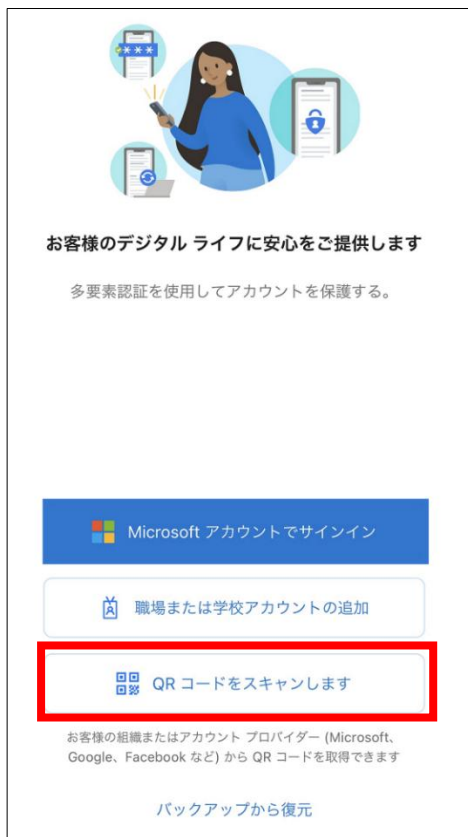 ****
お客様のデジタル ライフに安心をご提供します
多要素認証を使用してアカウントを保護する。
Microsoft アカウントでサインイン
職場または学校アカウントの追加
QR コードをスキャンします
お客様の組織またはアカウント プロバイダー (Microsoft、
Google、Facebook など) から QR コードを取得できます
バックアップから復元